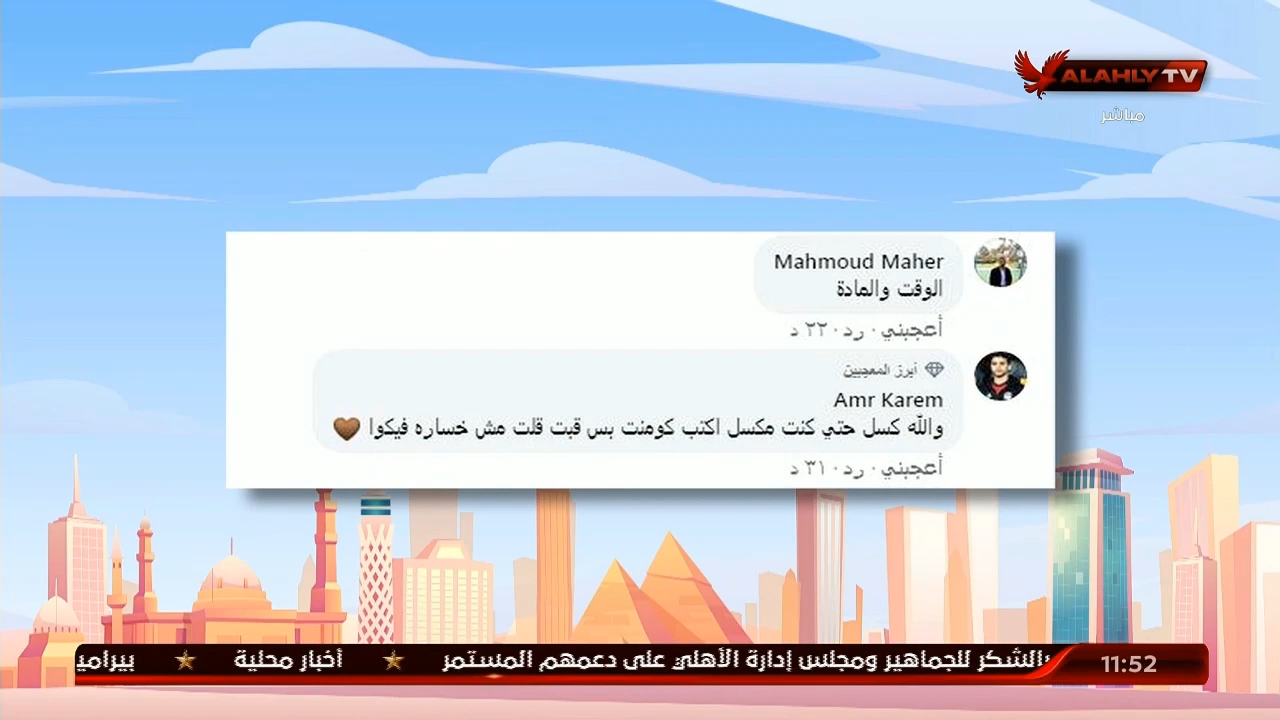 ALAHLY TV
مباشر
Mahmoud Maher
الوقت والمادة
أعجبني · رد · ٢٢ د
أبرز المعجبين
Amr Karem
والله كسل حتي كنت مكسل اكتب كومنت بس قبت قلت مش خساره فيكوا 🤎
أعجبني · رد · ٣١ د
بالشكر للجماهير ومجلس إدارة الأهلي على دعمهم المستمر ★ أخبار محلية ★ بيراميـ
11:52